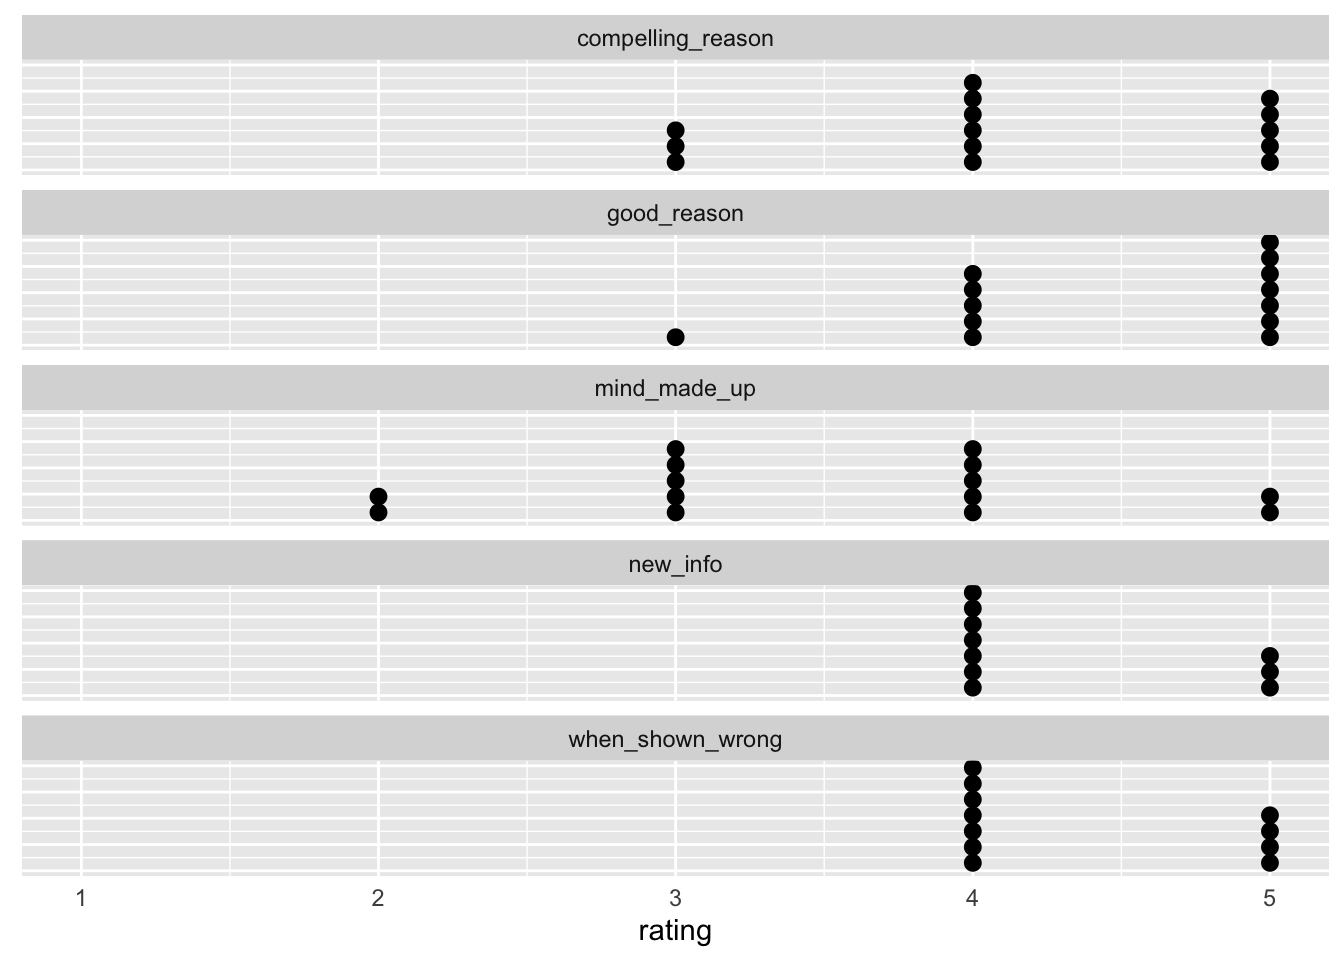 compelling_reason
good_reason
mind_made_up
new_info
when_shown_wrong
1 2 3 4 5
rating